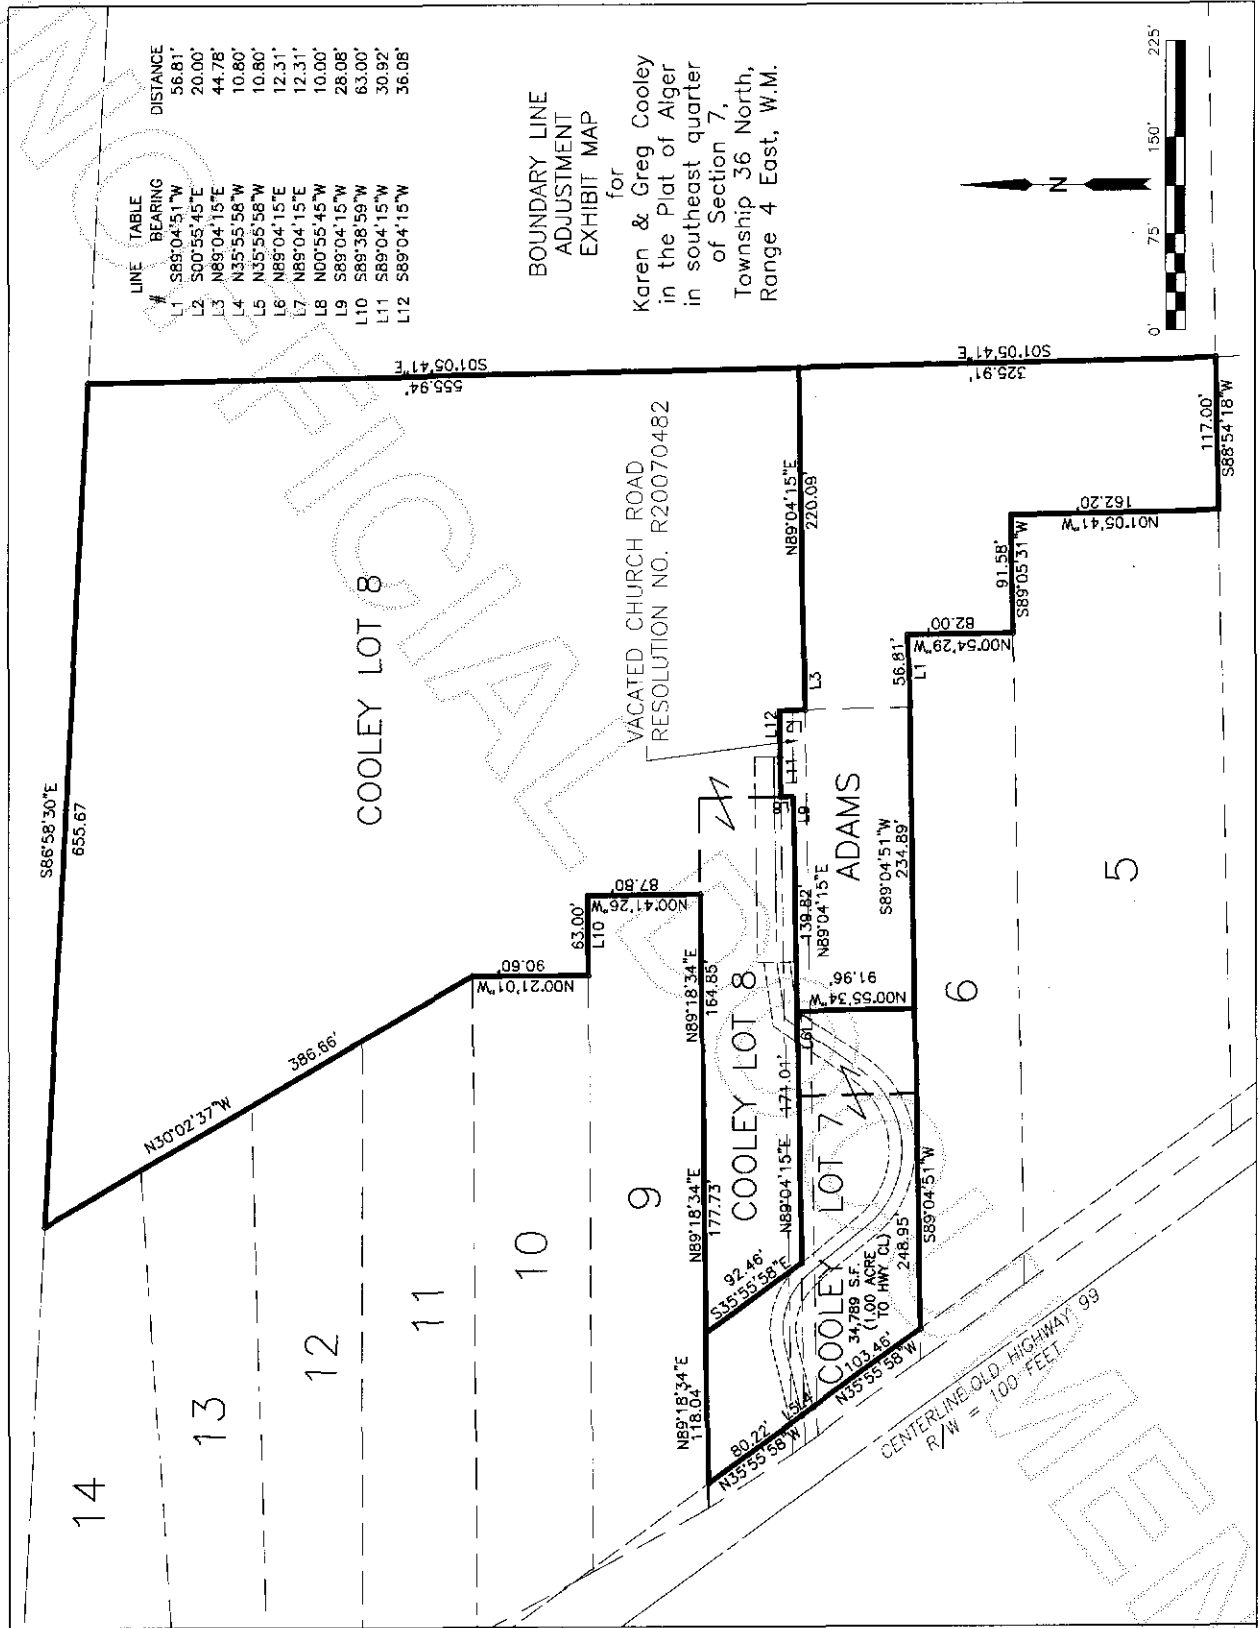 LINE TABLE
# BEARING DISTANCE
L1 S89°04'51"W 56.81'
L2 S00°55'45"E 20.00'
L3 N89°04'15"E 44.78'
L4 N35°55'58"W 10.80'
L5 N35°55'58"W 10.80'
L6 N89°04'15"E 12.31'
L7 N89°04'15"E 12.31'
L8 N00°55'45"W 10.00'
L9 S89°04'15"W 28.08'
L10 S89°38'59"W 63.00'
L11 S89°04'15"W 30.92'
L12 S89°04'15"W 36.08'
BOUNDARY LINE
ADJUSTMENT
EXHIBIT MAP
for
Karen & Greg Cooley
in the Plat of Alger
in southeast quarter
of Section 7,
Township 36 North,
Range 4 East, W.M.
N
0' 75' 150' 225'
S86°58'30"E
655.67
COOLEY LOT 8
555.94'
S01°05'41"E
VACATED CHURCH ROAD
RESOLUTION NO. R20070482
N30°02'37"W
386.66'
N00°21'01"W
90.60'
63.00'
L10
N00°41'26"W
87.80'
N89°18'34"E
164.85'
N89°18'34"E
177.73'
N89°18'34"E
118.04'
14
13
12
11
10
9
COOLEY LOT 8
S35°55'58"E
92.46'
N89°04'15"E 171.01'
139.82'
N89°04'15"E
L8
L9
L11
L12
L3
N89°04'15"E
220.09'
325.91'
S01°05'41"E
ADAMS
N00°55'34"W
91.96'
S89°04'51"W
234.89'
56.81'
L1
N00°54'29"W
82.00'
91.58'
S89°05'31"W
N01°05'41"W
162.20'
117.00'
S88°54'18"W
COOLEY LOT 7
34,789 S.F.
(1.00 ACRE
TO HWY CL)
248.95'
S89°04'51"W
80.22'
N35°55'58"W
L5 L4
103.46'
N35°55'58"W
6
5
CENTERLINE OLD HIGHWAY 99
R/W = 100 FEET
UNOFFICIAL DOCUMENT